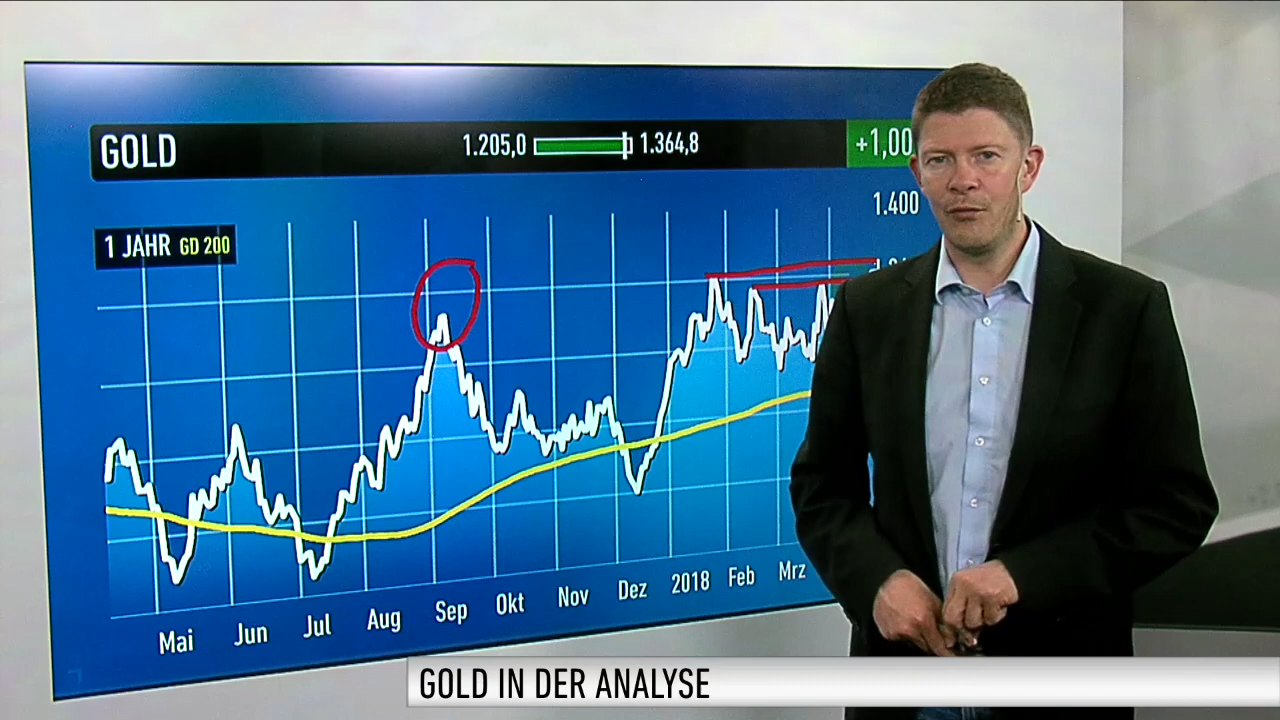 GOLD
1.205,0 1.364,8
+1,00
1.400
1 JAHR GD 200
Mai Jun Jul Aug Sep Okt Nov Dez 2018 Feb Mrz
GOLD IN DER ANALYSE